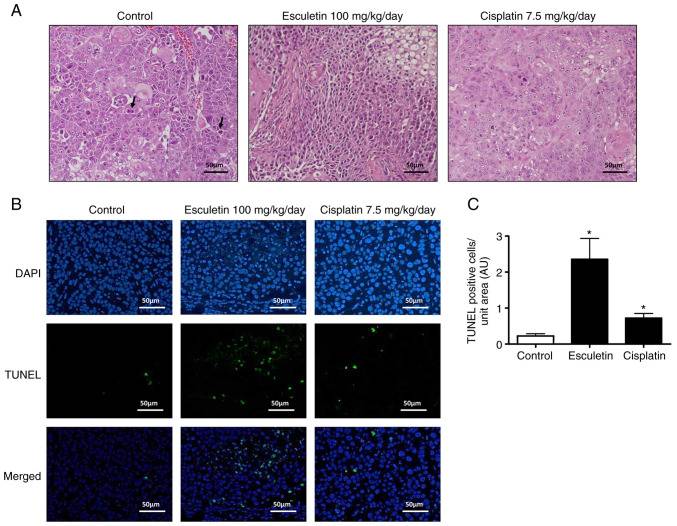 A
Control
Esculetin 100 mg/kg/day
Cisplatin 7.5 mg/kg/day
50μm
50μm
50μm
B
Control
Esculetin 100 mg/kg/day
Cisplatin 7.5 mg/kg/day
DAPI
50μm
50μm
50μm
TUNEL
50μm
50μm
50μm
Merged
50μm
50μm
50μm
C
TUNEL positive cells/
unit area (AU)
3
2
1
0
*
*
Control
Esculetin
Cisplatin